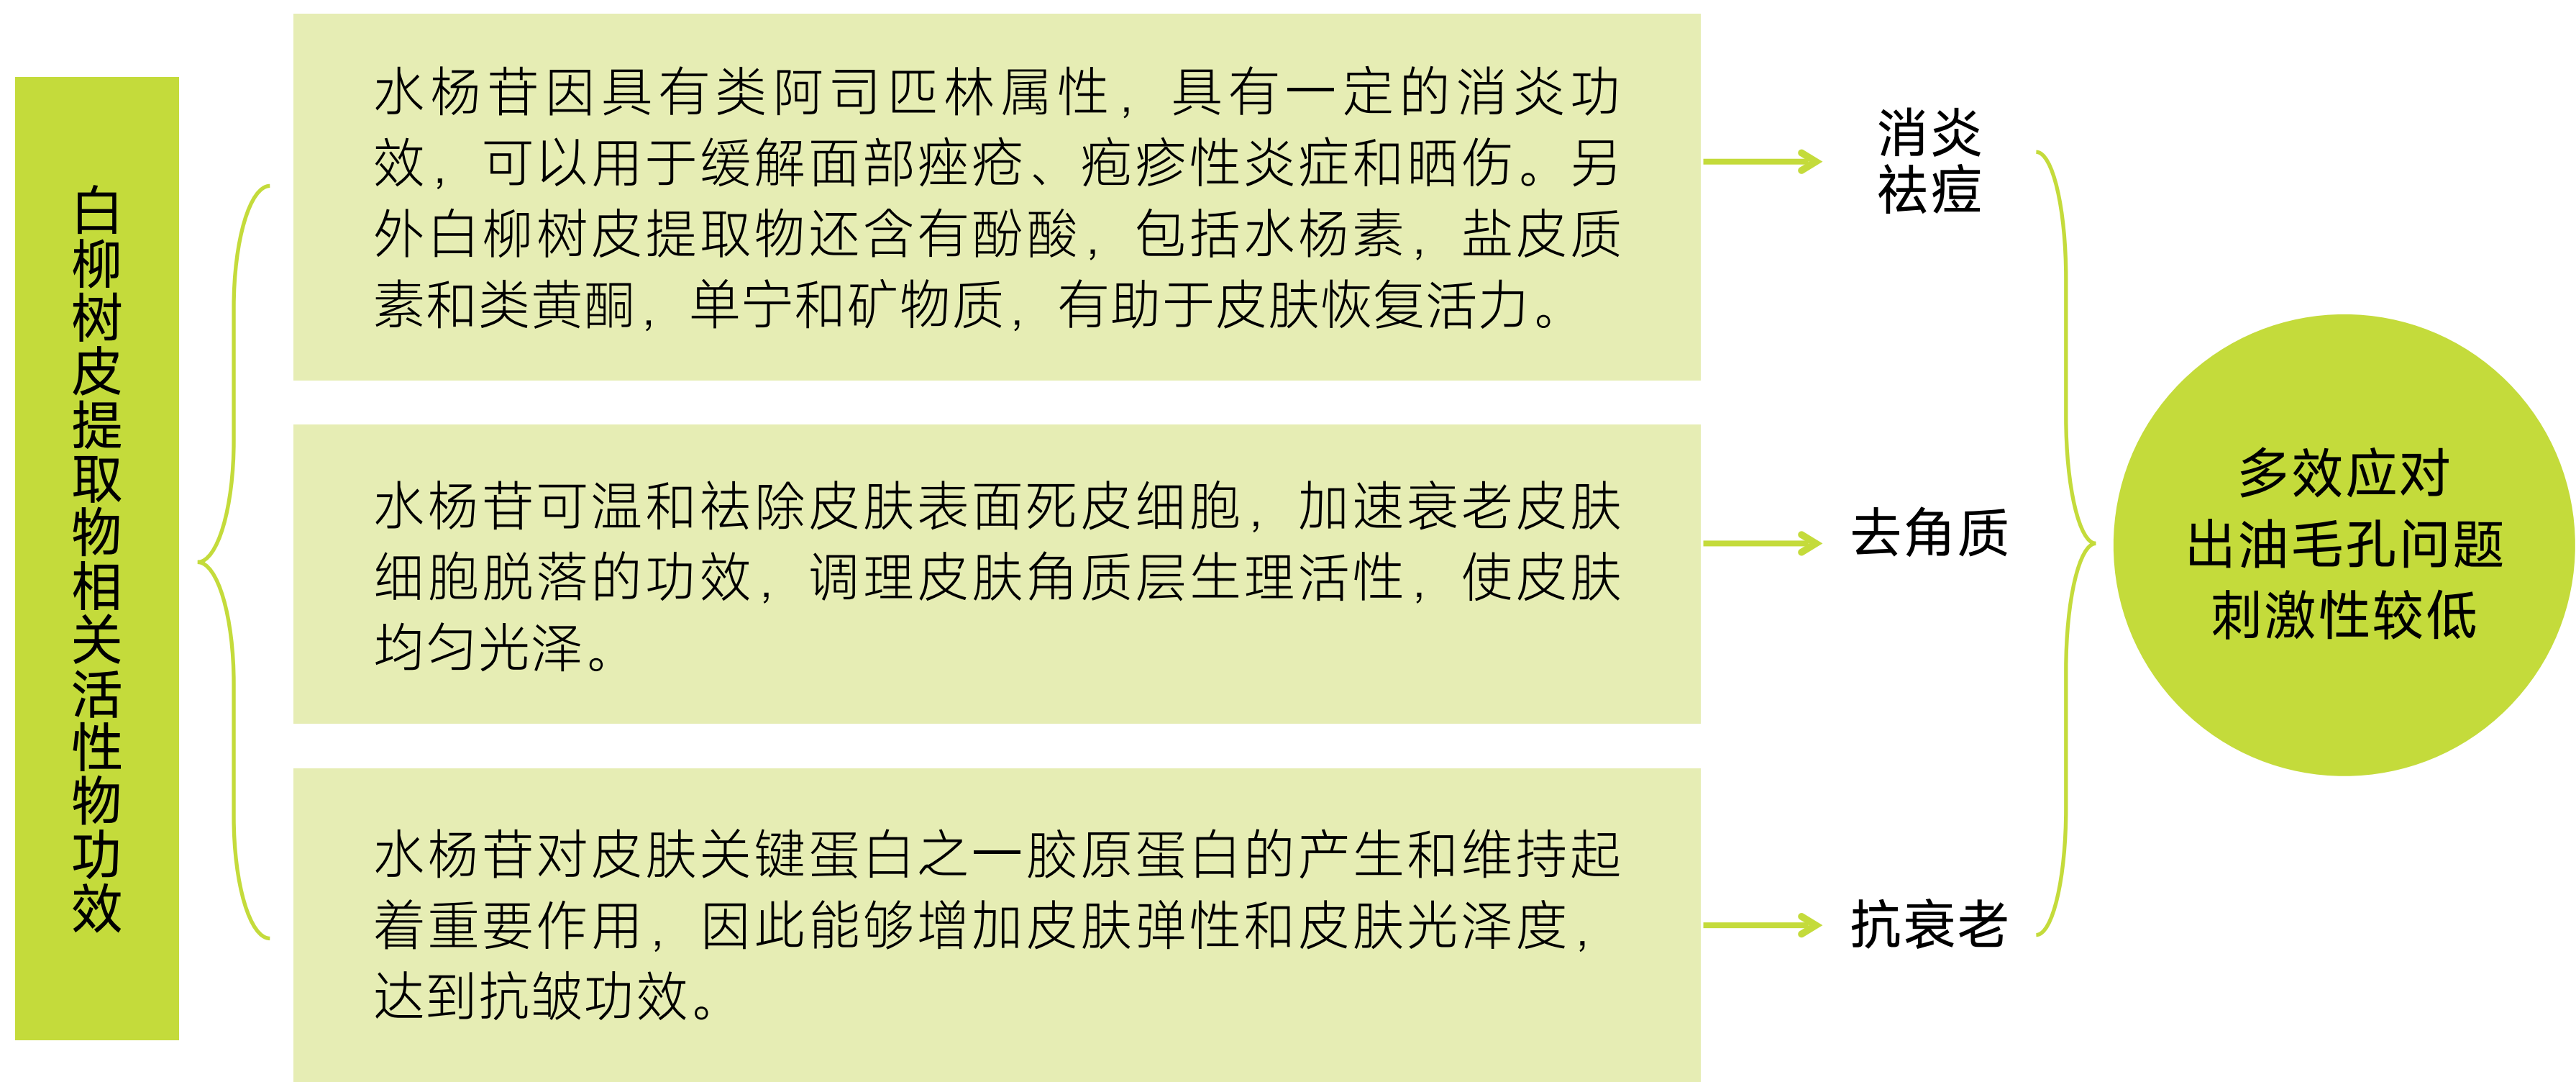 白柳树皮提取物相关活性物功效
水杨苷因具有类阿司匹林属性，具有一定的消炎功
效，可以用于缓解面部痤疮、疱疹性炎症和晒伤。另
外白柳树皮提取物还含有酚酸，包括水杨素，盐皮质
素和类黄酮，单宁和矿物质，有助于皮肤恢复活力。
消炎
祛痘
水杨苷可温和祛除皮肤表面死皮细胞，加速衰老皮肤
细胞脱落的功效，调理皮肤角质层生理活性，使皮肤
均匀光泽。
去角质
水杨苷对皮肤关键蛋白之一胶原蛋白的产生和维持起
着重要作用，因此能够增加皮肤弹性和皮肤光泽度，
达到抗皱功效。
抗衰老
多效应对
出油毛孔问题
刺激性较低